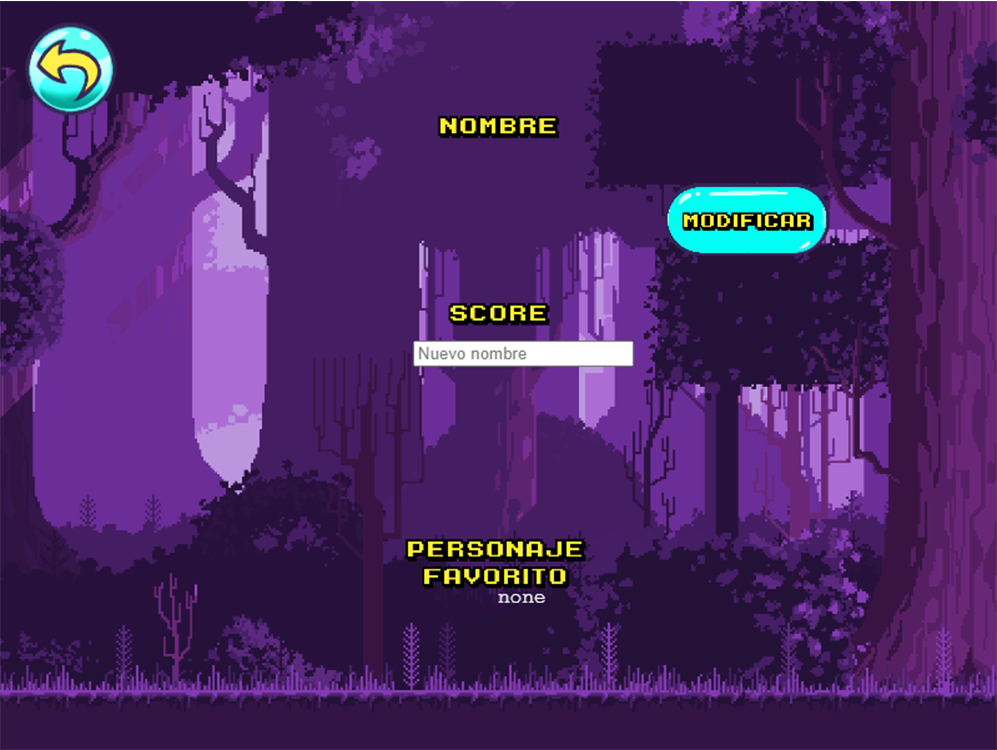 NOMBRE
MODIFICAR
SCORE
Nuevo nombre
PERSONAJE
FAVORITO
none